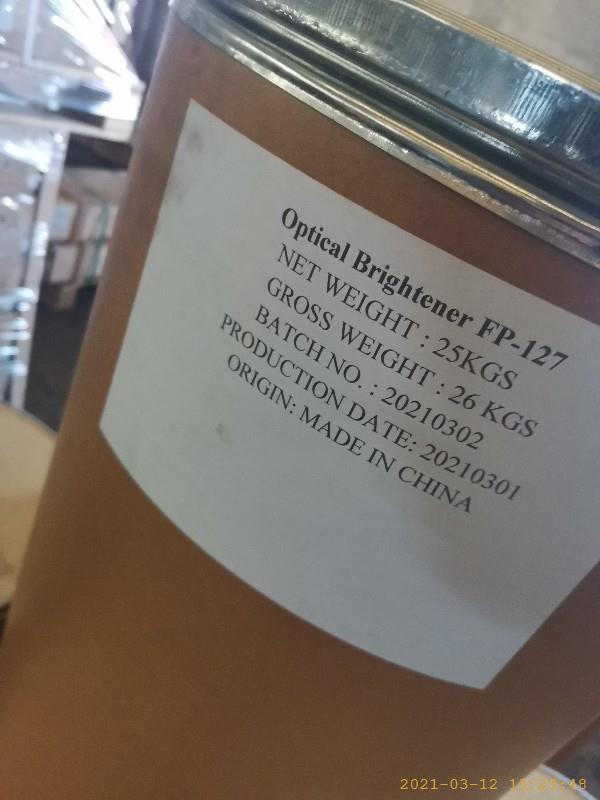 Optical Brightener FP-127
NET WEIGHT : 25KGS
GROSS WEIGHT : 26 KGS
BATCH NO. : 20210302
PRODUCTION DATE: 20210301
ORIGIN: MADE IN CHINA
2021-03-12